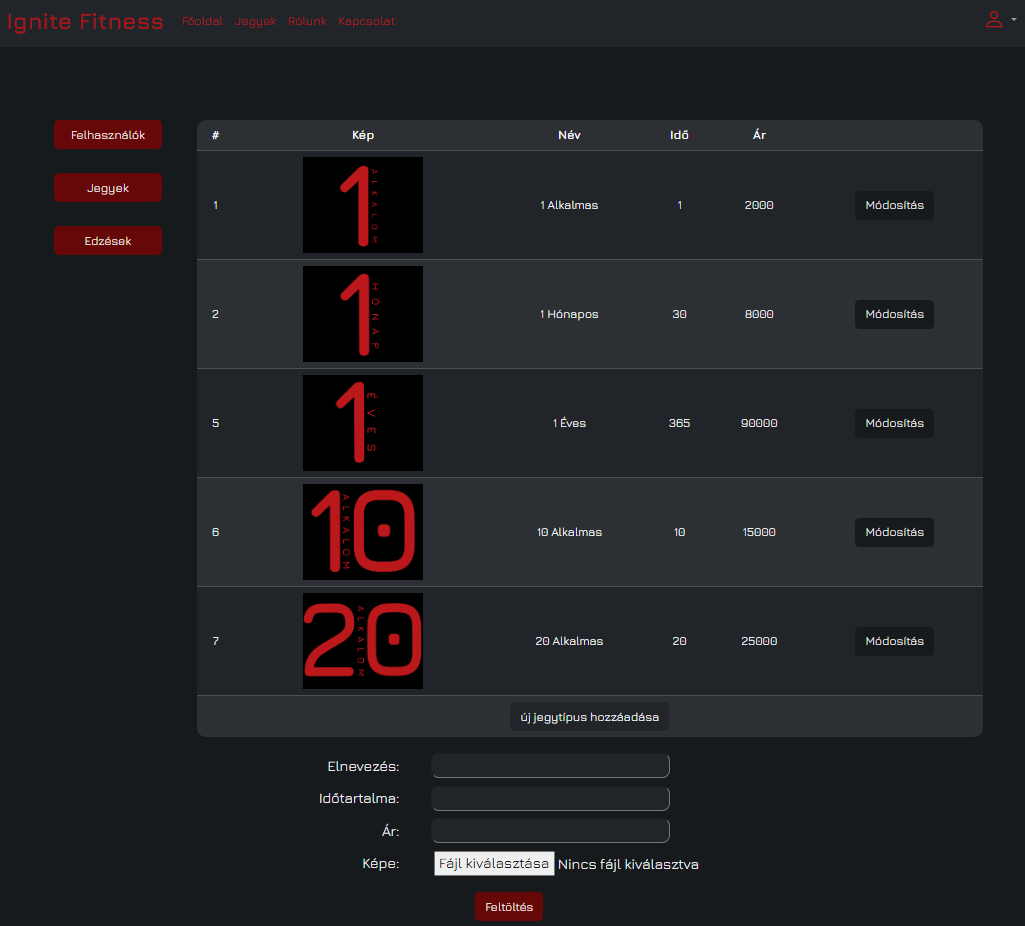 Ignite Fitness Főoldal Jegyek Rólunk Kapcsolat
Felhasználók
Jegyek
Edzések
# Kép Név Idő Ár
1 1 ALKALOM 1 Alkalmas 1 2000 Módosítás
2 1 HÓNAP 1 Hónapos 30 8000 Módosítás
5 1 ÉVES 1 Éves 365 90000 Módosítás
6 10 ALKALOM 10 Alkalmas 10 15000 Módosítás
7 20 ALKALOM 20 Alkalmas 20 25000 Módosítás
új jegytípus hozzáadása
Elnevezés:
Időtartalma:
Ár:
Képe: Fájl kiválasztása Nincs fájl kiválasztva
Feltöltés